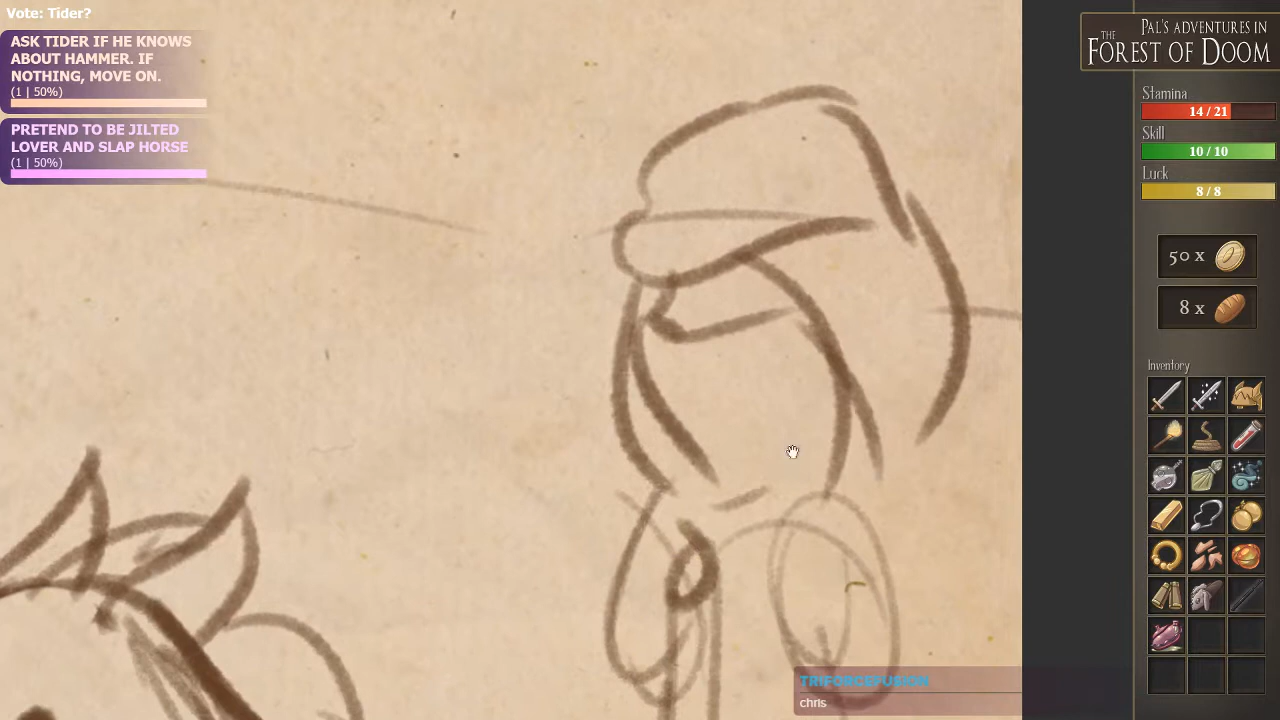 Vote: Tider?
ASK TIDER IF HE KNOWS
ABOUT HAMMER. IF
NOTHING, MOVE ON.
(1 | 50%)
PRETEND TO BE JILTED
LOVER AND SLAP HORSE
(1 | 50%)
PAL'S ADVENTURES IN
THE FOREST OF DOOM
Stamina
14 / 21
Skill
10 / 10
Luck
8 / 8
50 x
8 x
Inventory
TRIFORCEFUSION
chris